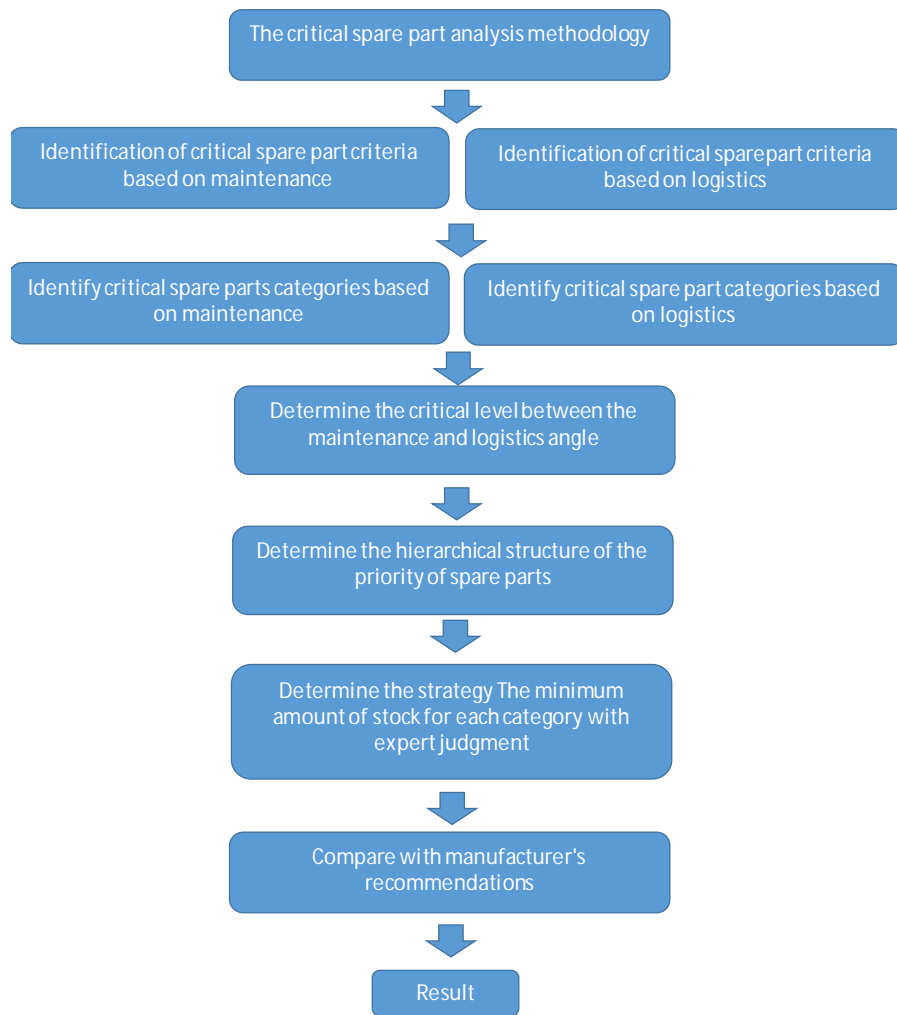 The critical spare part analysis methodology
Identification of critical spare part criteria
based on maintenance
Identification of critical sparepart criteria
based on logistics
Identify critical spare parts categories based
on maintenance
Identify critical spare part categories based
on logistics
Determine the critical level between the
maintenance and logistics angle
Determine the hierarchical structure of the
priority of spare parts
Determine the strategy The minimum
amount of stock for each category with
expert judgment
Compare with manufacturer's
recommendations
Result